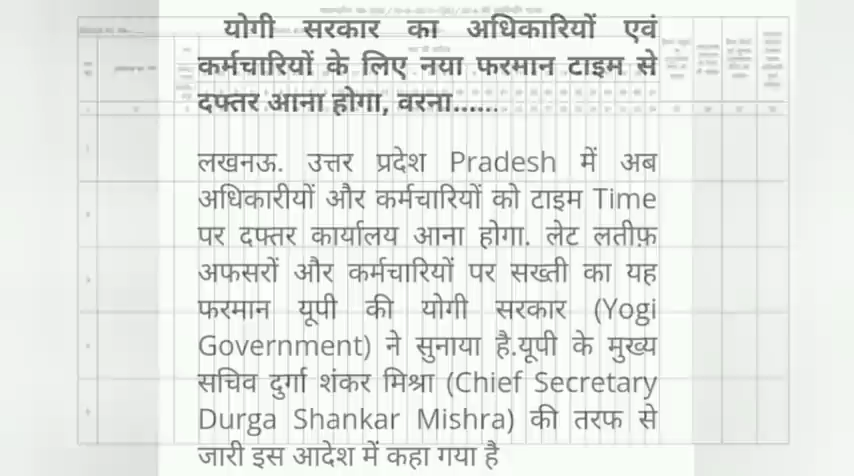 योगी सरकार का अधिकारियों एवं
कर्मचारियों के लिए नया फरमान टाइम से
दफ्तर आना होगा, वरना......
लखनऊ. उत्तर प्रदेश Pradesh में अब
अधिकारीयों और कर्मचारियों को टाइम Time
पर दफ्तर कार्यालय आना होगा. लेट लतीफ़
अफसरों और कर्मचारियों पर सख्ती का यह
फरमान यूपी की योगी सरकार (Yogi
Government) ने सुनाया है.यूपी के मुख्य
सचिव दुर्गा शंकर मिश्रा (Chief Secretary
Durga Shankar Mishra) की तरफ से
जारी इस आदेश में कहा गया है